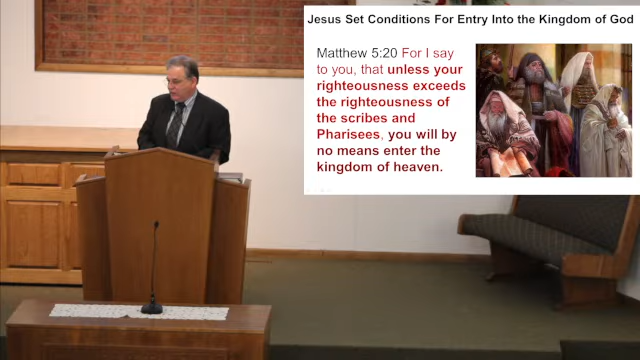 Jesus Set Conditions For Entry Into the Kingdom of God
Matthew 5:20 For I say
to you, that unless your
righteousness exceeds
the righteousness of
the scribes and
Pharisees, you will by
no means enter the
kingdom of heaven.